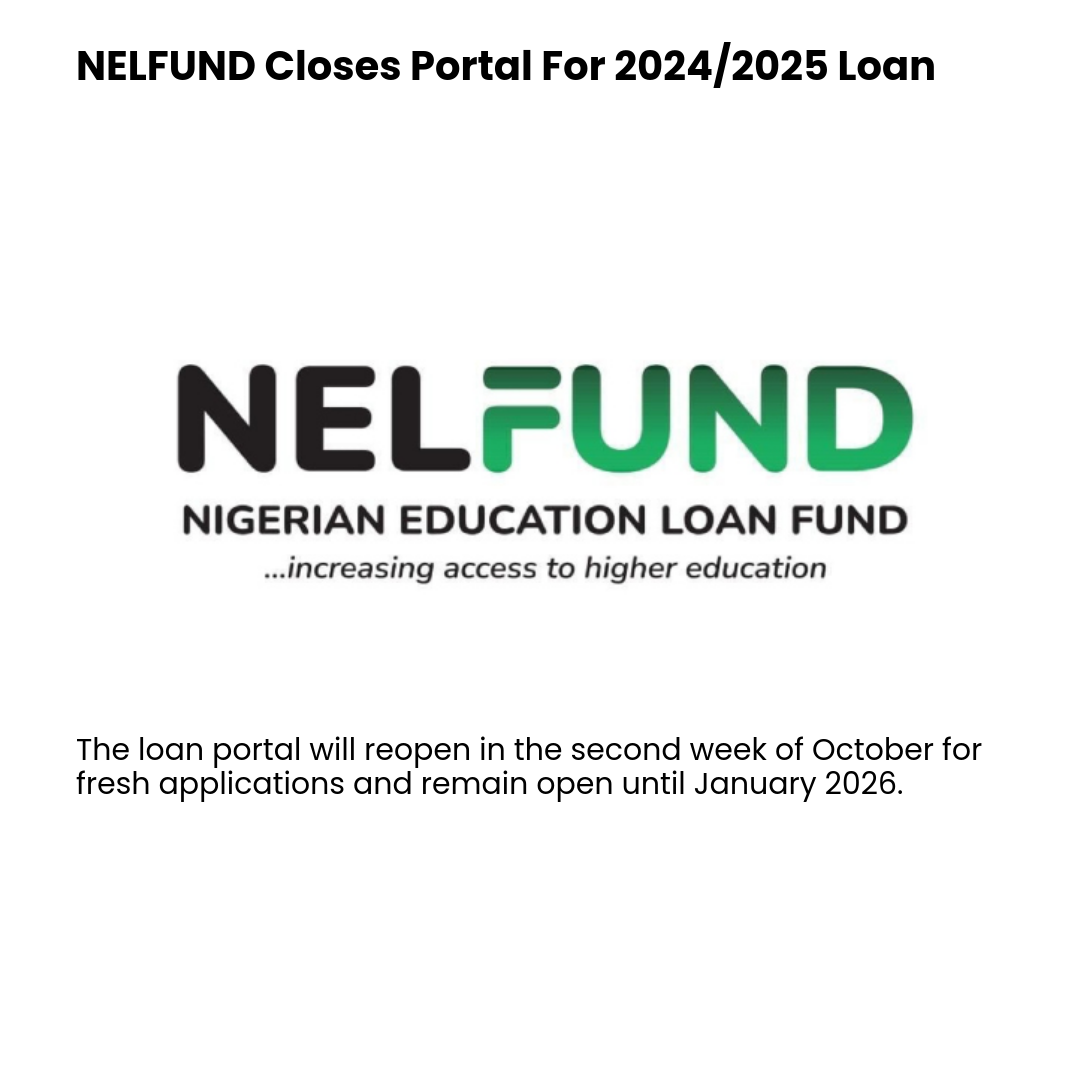 NELFUND Closes Portal For 2024/2025 Loan
NELFUND
NIGERIAN EDUCATION LOAN FUND
...increasing access to higher education
The loan portal will reopen in the second week of October for
fresh applications and remain open until January 2026.